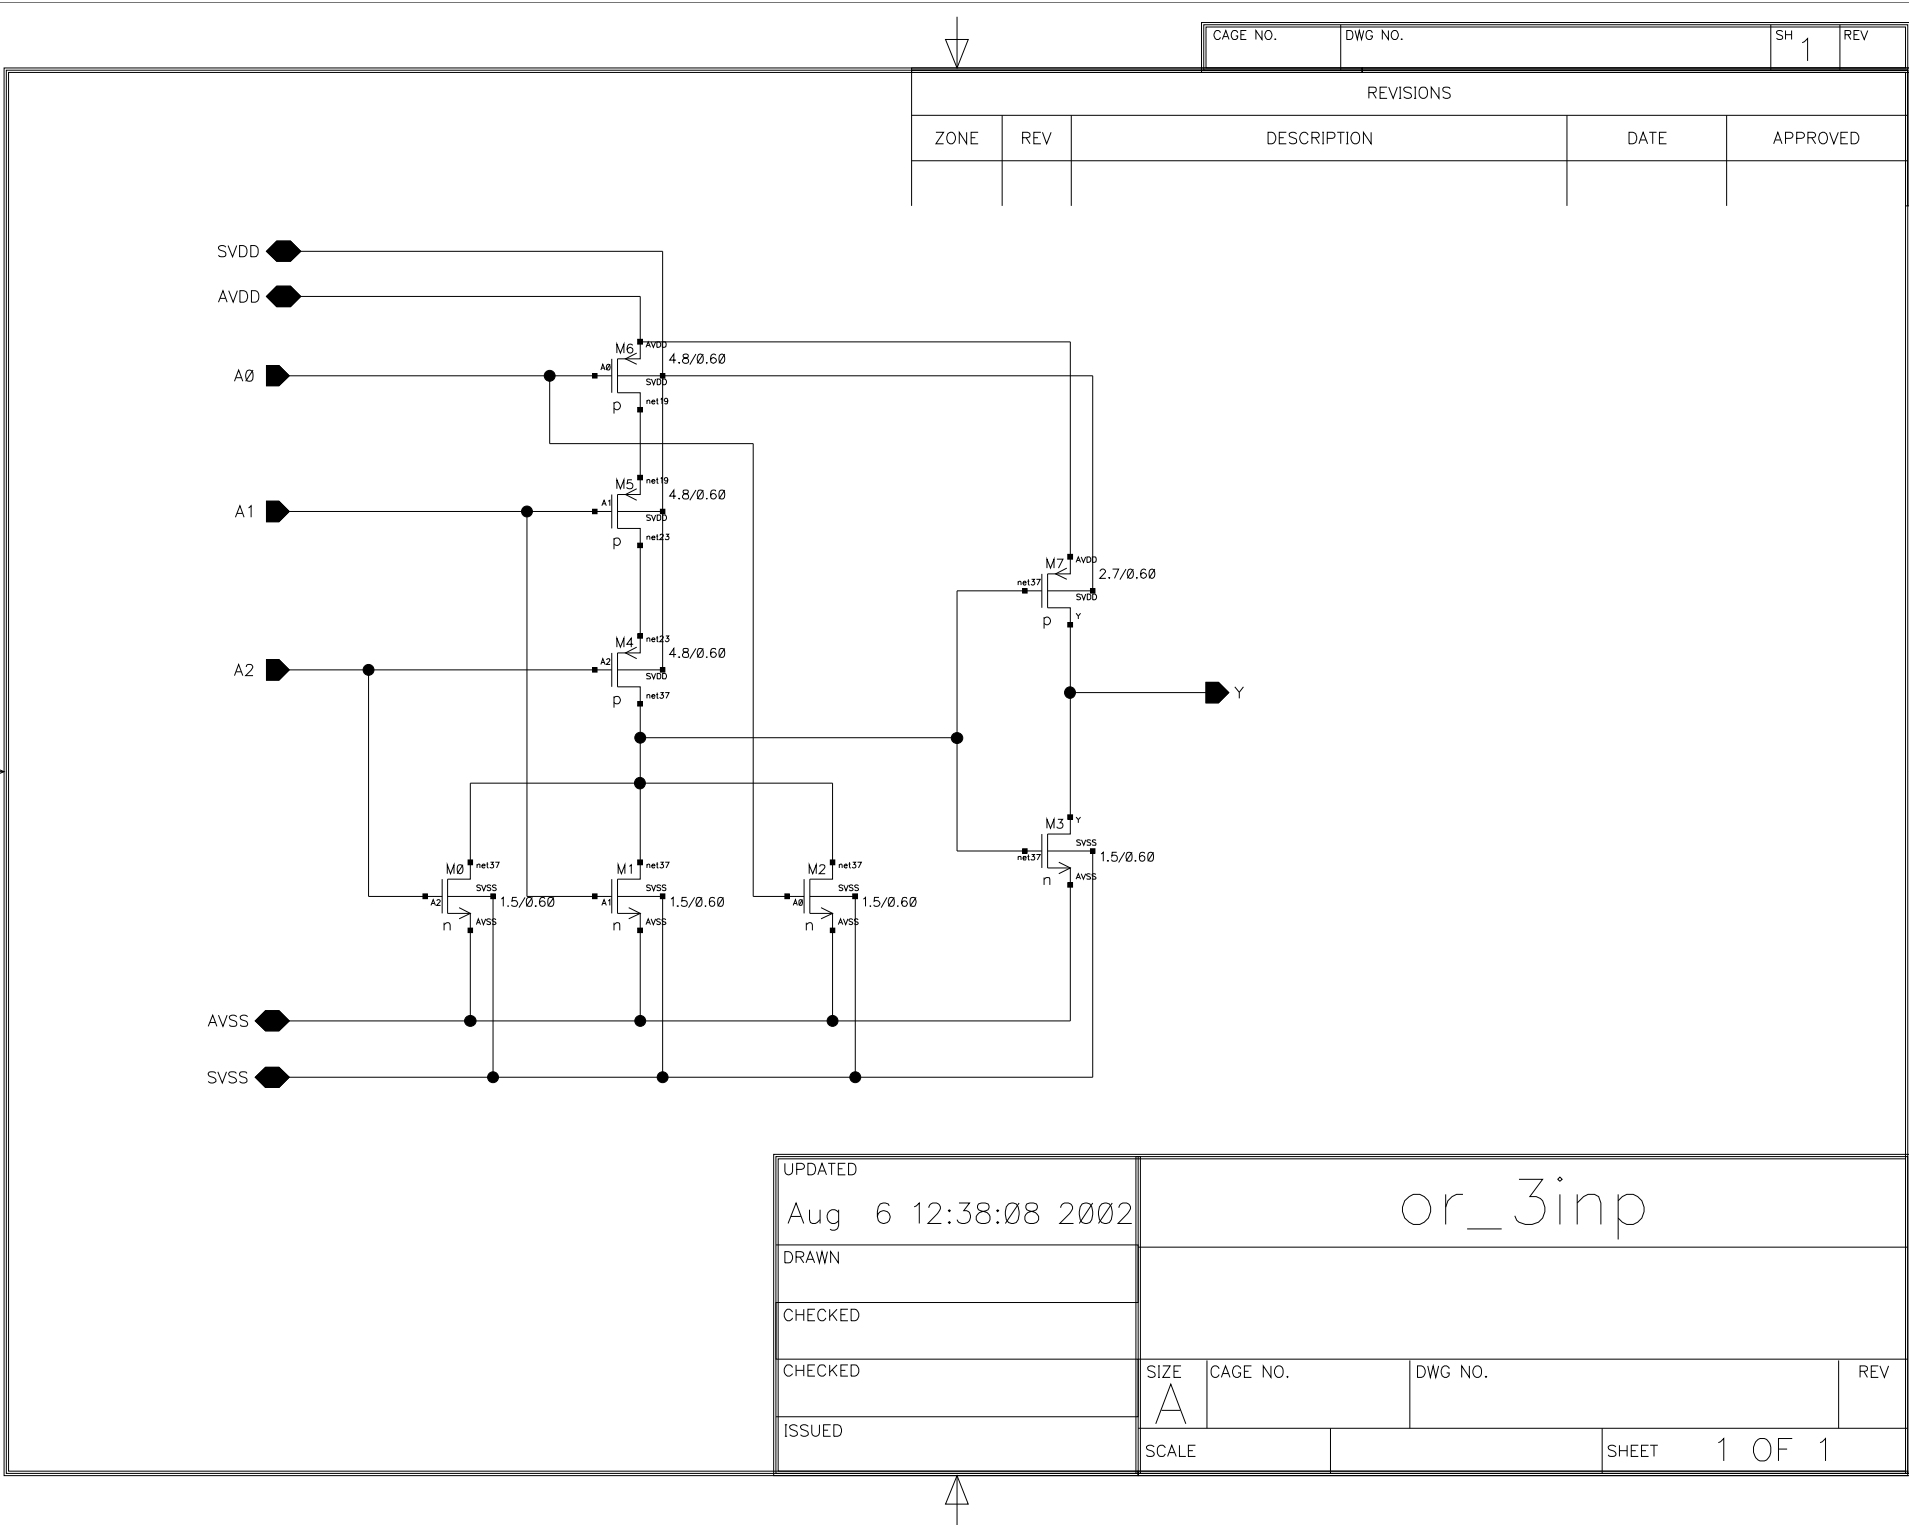 CAGE NO. DWG NO. SH 1 REV
REVISIONS
ZONE REV DESCRIPTION DATE APPROVED
SVDD
AVDD
M6 AVDD
4.8/0.60
A0 A0
SVDD
p net19
M5 net19
4.8/0.60
A1 A1
SVDD
p net23
M7 AVDD
2.7/0.60
net37
SVDD
p Y
M4 net23
4.8/0.60
A2 A2
SVDD
p net37
Y
M3 Y
SVSS
net37 1.5/0.60
n AVSS
M0 net37 M1 net37 M2 net37
SVSS SVSS SVSS
A2 1.5/0.60 A1 1.5/0.60 A0 1.5/0.60
n AVSS n AVSS n AVSS
AVSS
SVSS
UPDATED
Aug 6 12:38:08 2002
or_3inp
DRAWN
CHECKED
CHECKED
SIZE CAGE NO. DWG NO. REV
A
ISSUED
SCALE SHEET 1 OF 1